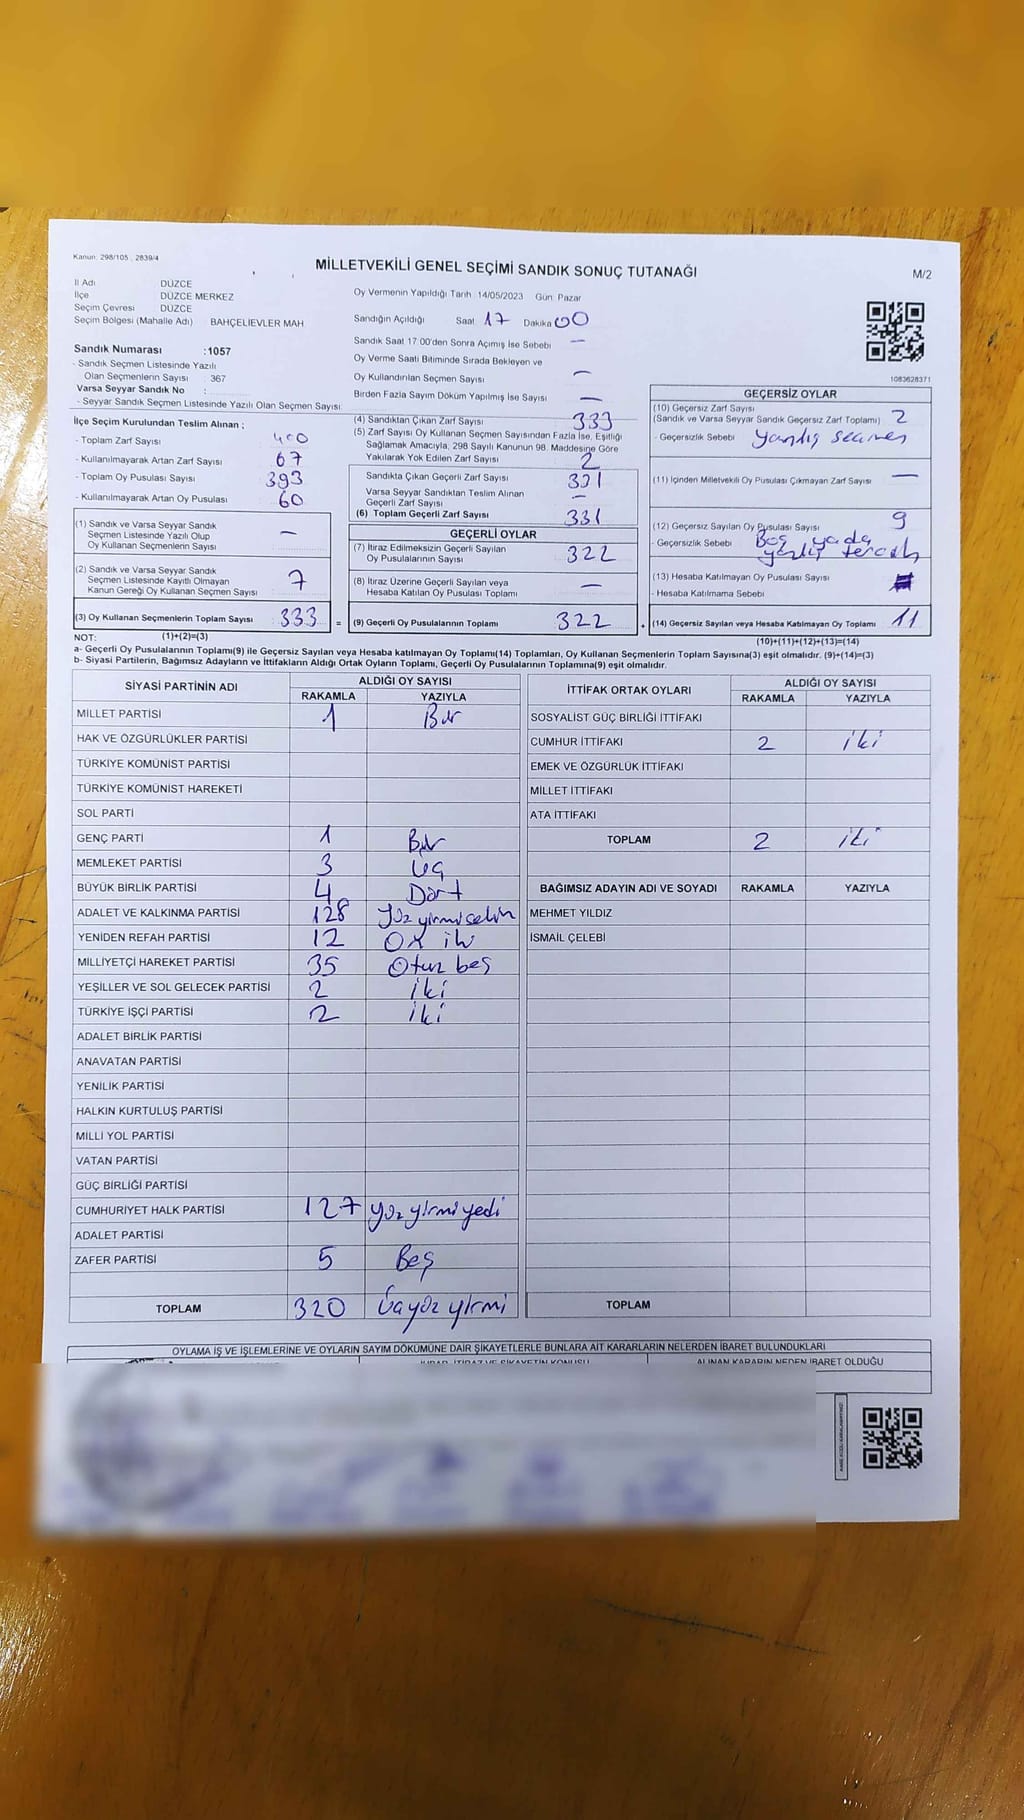 Kanun: 298/105 , 2839/4
MİLLETVEKİLİ GENEL SEÇİMİ SANDIK SONUÇ TUTANAĞI
M/2
İl Adı DÜZCE
İlçe DÜZCE MERKEZ
Seçim Çevresi DÜZCE
Seçim Bölgesi (Mahalle Adı) BAHÇELİEVLER MAH.
Oy Vermenin Yapıldığı Tarih 14/05/2023 Gün: Pazar
Sandığın Açıldığı Saat 17 Dakika 00
Sandık Saat 17:00'den Sonra Açımış İse Sebebi —
Oy Verme Saati Bitiminde Sırada Bekleyen ve
Oy Kullandırılan Seçmen Sayısı —
Birden Fazla Sayım Döküm Yapılmış İse Sayısı —
1083628371
Sandık Numarası :1057
- Sandık Seçmen Listesinde Yazılı
Olan Seçmenlerin Sayısı : 367
Varsa Seyyar Sandık No :
- Seyyar Sandık Seçmen Listesinde Yazılı Olan Seçmen Sayısı:
İlçe Seçim Kurulundan Teslim Alınan ;
- Toplam Zarf Sayısı 400
- Kullanılmayarak Artan Zarf Sayısı 67
- Toplam Oy Pusulası Sayısı 393
- Kullanılmayarak Artan Oy Pusulası 60
(1) Sandık ve Varsa Seyyar Sandık
Seçmen Listesinde Yazılı Olup
Oy Kullanan Seçmenlerin Sayısı —
(2) Sandık ve Varsa Seyyar Sandık
Seçmen Listesinde Kayıtlı Olmayan
Kanun Gereği Oy Kullanan Seçmen Sayısı 7
(3) Oy Kullanan Seçmenlerin Toplam Sayısı 333 =
(4) Sandıktan Çıkan Zarf Sayısı 333
(5) Zarf Sayısı Oy Kullanan Seçmen Sayısından Fazla İse, Eşitliği
Sağlamak Amacıyla, 298 Sayılı Kanunun 98. Maddesine Göre
Yakılarak Yok Edilen Zarf Sayısı 2
Sandıkta Çıkan Geçerli Zarf Sayısı 331
Varsa Seyyar Sandıktan Teslim Alınan
Geçerli Zarf Sayısı —
(6) Toplam Geçerli Zarf Sayısı 331
GEÇERLİ OYLAR
(7) İtiraz Edilmeksizin Geçerli Sayılan
Oy Pusulalarının Sayısı 322
(8) İtiraz Üzerine Geçerli Sayılan veya
Hesaba Katılan Oy Pusulası Toplamı —
(9) Geçerli Oy Pusulalarının Toplamı 322 +
GEÇERSİZ OYLAR
(10) Geçersiz Zarf Sayısı
(Sandık ve Varsa Seyyar Sandık Geçersiz Zarf Toplamı) 2
- Geçersizlik Sebebi Yanlış seçmen
(11) İçinden Milletvekili Oy Pusulası Çıkmayan Zarf Sayısı —
(12) Geçersiz Sayılan Oy Pusulası Sayısı 9
- Geçersizlik Sebebi Boş yada
yanlış tercih
(13) Hesaba Katılmayan Oy Pusulası Sayısı
- Hesaba Katılmama Sebebi
(14) Geçersiz Sayılan veya Hesaba Katılmayan Oy Toplamı 11
NOT: (1)+(2)=(3) (10)+(11)+(12)+(13)=(14)
a- Geçerli Oy Pusulasının Toplamı(9) ile Geçersiz Sayılan veya Hesaba katılmayan Oy Toplamı(14) Toplamları, Oy Kullanan Seçmenlerin Toplam Sayısına(3) eşit olmalıdır. (9)+(14)=(3)
b- Siyasi Partilerin, Bağımsız Adayların ve İttifakların Aldığı Ortak Oyların Toplamı, Geçerli Oy Pusulalarının Toplamına(9) eşit olmalıdır.
SİYASİ PARTİNİN ADI ALDIĞI OY SAYISI
RAKAMLA YAZIYLA
MİLLET PARTİSİ 1 Bir
HAK VE ÖZGÜRLÜKLER PARTİSİ
TÜRKİYE KOMÜNİST PARTİSİ
TÜRKİYE KOMÜNİST HAREKETİ
SOL PARTİ
GENÇ PARTİ 1 Bir
MEMLEKET PARTİSİ 3 Üç
BÜYÜK BİRLİK PARTİSİ 4 Dört
ADALET VE KALKINMA PARTİSİ 128 Yüz yirmi sekiz
YENİDEN REFAH PARTİSİ 12 On iki
MİLLİYETÇİ HAREKET PARTİSİ 35 Otuz beş
YEŞİLLER VE SOL GELECEK PARTİSİ 2 iki
TÜRKİYE İŞÇİ PARTİSİ 2 iki
ADALET BİRLİK PARTİSİ
ANAVATAN PARTİSİ
YENİLİK PARTİSİ
HALKIN KURTULUŞ PARTİSİ
MİLLİ YOL PARTİSİ
VATAN PARTİSİ
GÜÇ BİRLİĞİ PARTİSİ
CUMHURİYET HALK PARTİSİ 127 yüz yirmi yedi
ADALET PARTİSİ
ZAFER PARTİSİ 5 Beş
TOPLAM 320 Üçyüz yirmi
İTTİFAK ORTAK OYLARI ALDIĞI OY SAYISI
RAKAMLA YAZIYLA
SOSYALİST GÜÇ BİRLİĞİ İTTİFAKI
CUMHUR İTTİFAKI 2 iki
EMEK VE ÖZGÜRLÜK İTTİFAKI
MİLLET İTTİFAKI
ATA İTTİFAKI
TOPLAM 2 iki
BAĞIMSIZ ADAYIN ADI VE SOYADI RAKAMLA YAZIYLA
MEHMET YILDIZ
İSMAİL ÇELEBİ
TOPLAM
OYLAMA İŞ VE İŞLEMLERİNE VE OYLARIN SAYIM DÖKÜMÜNE DAİR ŞİKAYETLERLE BUNLARA AİT KARARLARIN NELERDEN İBARET BULUNDUKLARI
ALINAN KARARIN NEDEN İBARET OLDUĞU